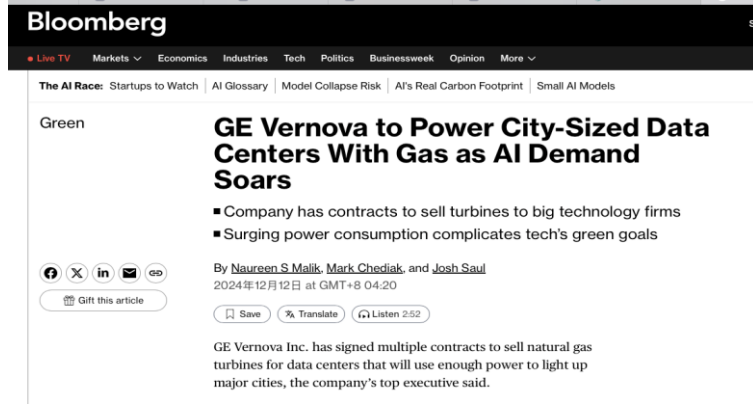 Bloomberg
Live TV Markets Economics Industries Tech Politics Businessweek Opinion More
The AI Race: Startups to Watch AI Glossary Model Collapse Risk AI's Real Carbon Footprint Small AI Models
Green
GE Vernova to Power City-Sized Data
Centers With Gas as AI Demand
Soars
Company has contracts to sell turbines to big technology firms
Surging power consumption complicates tech's green goals
By Naureen S Malik, Mark Chediak, and Josh Saul
2024年12月12日 at GMT+8 04:20
Gift this article
Save Translate Listen 2:52
GE Vernova Inc. has signed multiple contracts to sell natural gas
turbines for data centers that will use enough power to light up
major cities, the company's top executive said.